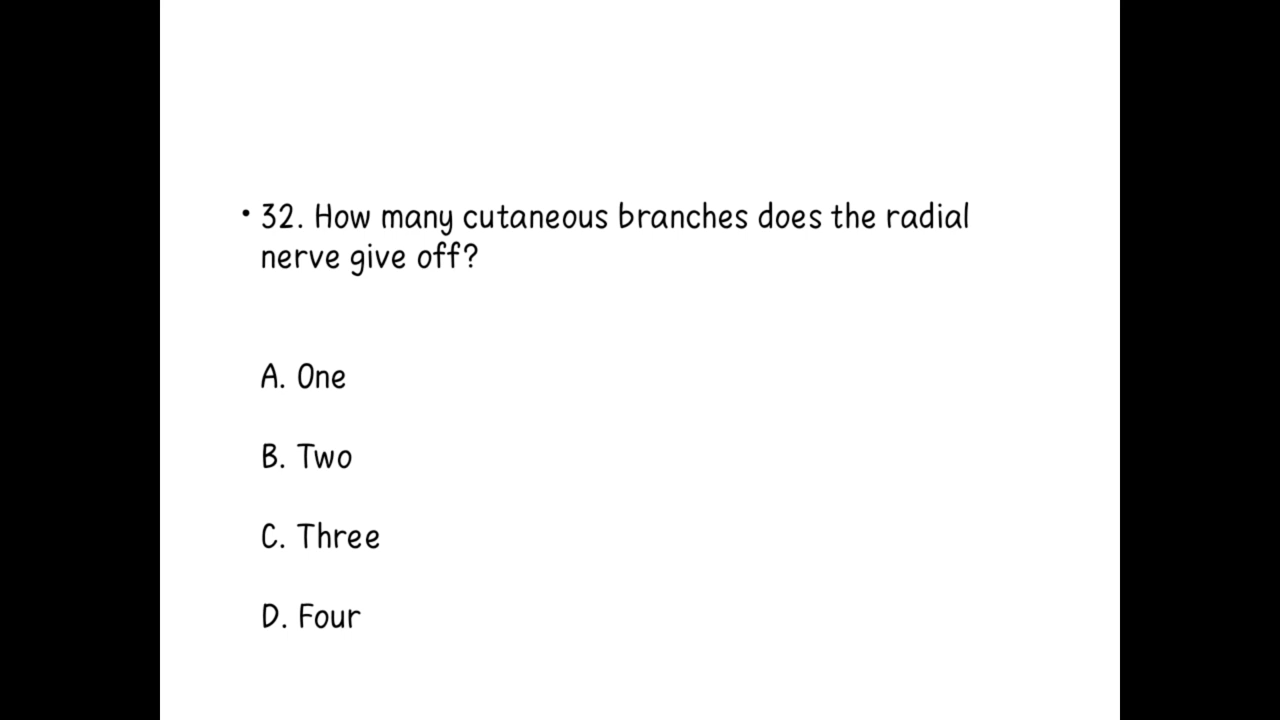 • 32. How many cutaneous branches does the radial
nerve give off?
A. One
B. Two
C. Three
D. Four